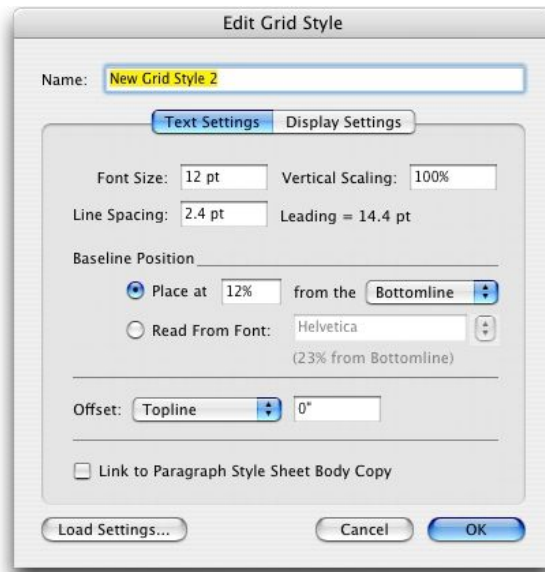 Edit Grid Style
Name: New Grid Style 2
Text Settings Display Settings
Font Size: 12 pt Vertical Scaling: 100%
Line Spacing: 2.4 pt Leading = 14.4 pt
Baseline Position
Place at 12% from the Bottomline
Read From Font: Helvetica
(23% from Bottomline)
Offset: Topline 0"
Link to Paragraph Style Sheet Body Copy
Load Settings... Cancel OK